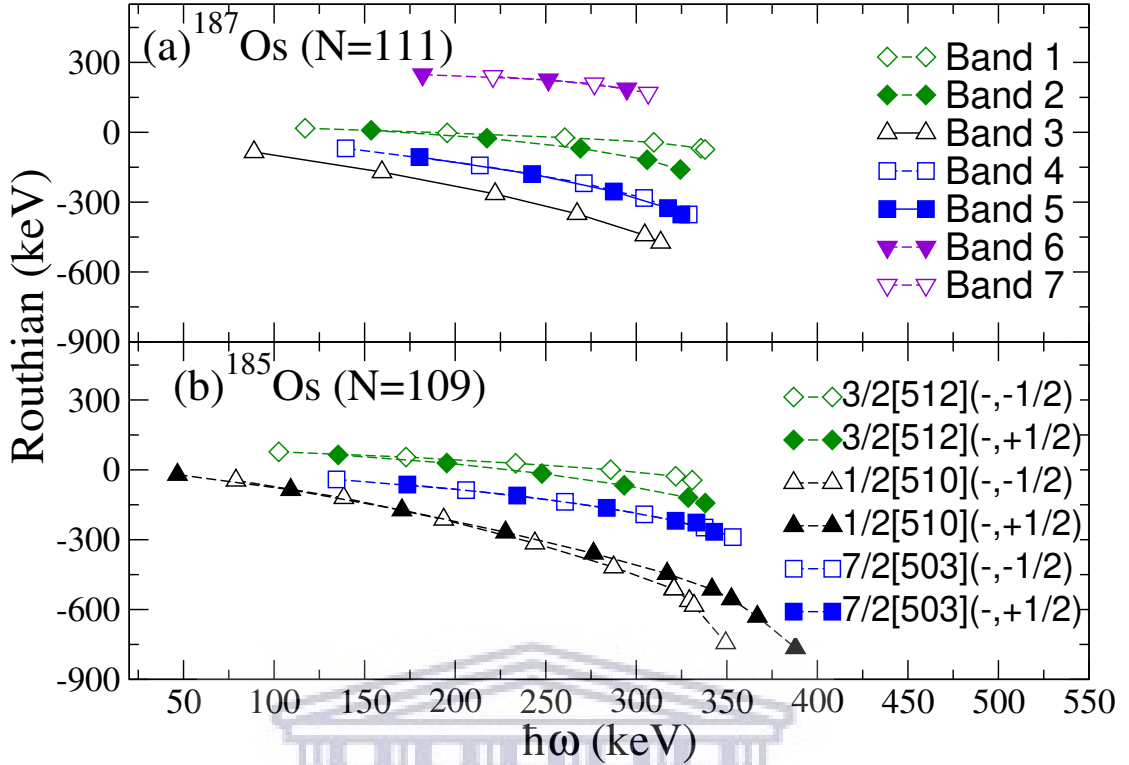 (a) ¹⁸⁷Os (N=111)
Band 1
Band 2
Band 3
Band 4
Band 5
Band 6
Band 7
300
0
-300
-600
-900
Routhian (keV)
(b) ¹⁸⁵Os (N=109)
3/2[512](-,-1/2)
3/2[512](-,+1/2)
1/2[510](-,-1/2)
1/2[510](-,+1/2)
7/2[503](-,-1/2)
7/2[503](-,+1/2)
300
0
-300
-600
-900
50 100 150 200 250 300 350 400 450 500 550
ħω (keV)